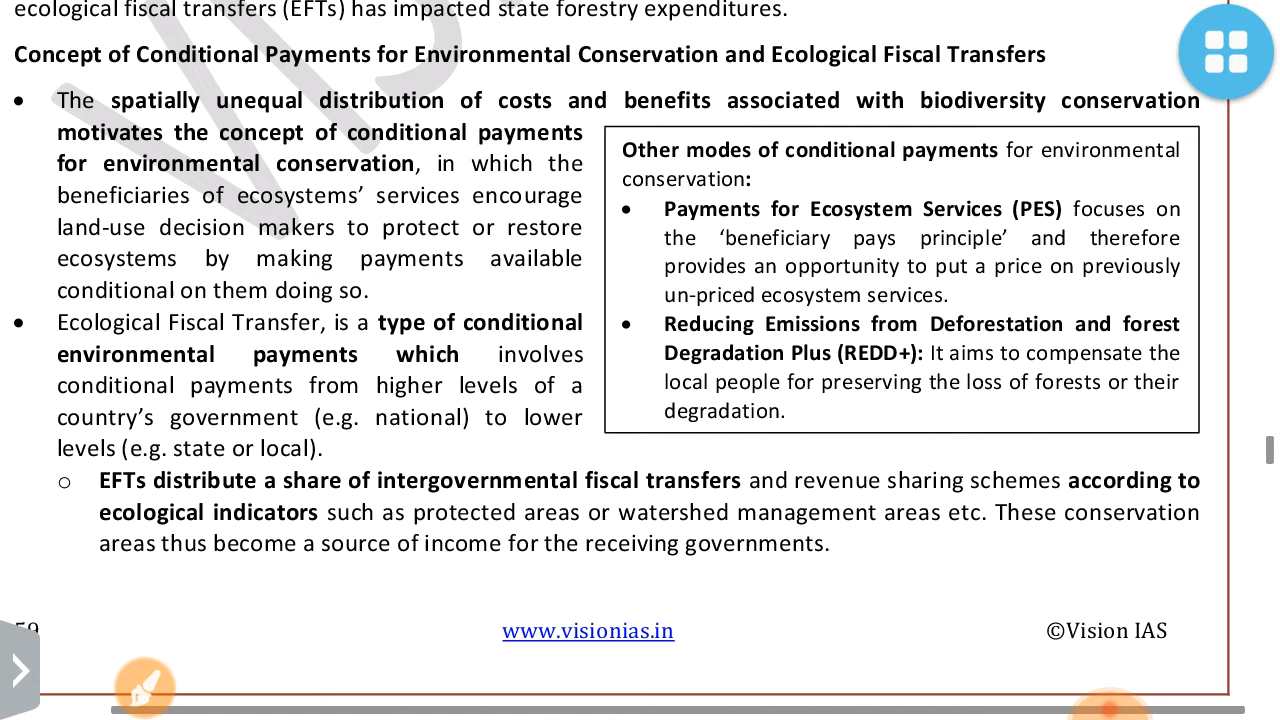 ecological fiscal transfers (EFTs) has impacted state forestry expenditures.
Concept of Conditional Payments for Environmental Conservation and Ecological Fiscal Transfers
• The spatially unequal distribution of costs and benefits associated with biodiversity conservation
motivates the concept of conditional payments
for environmental conservation, in which the
beneficiaries of ecosystems’ services encourage
land-use decision makers to protect or restore
ecosystems by making payments available
conditional on them doing so.
• Ecological Fiscal Transfer, is a type of conditional
environmental payments which involves
conditional payments from higher levels of a
country’s government (e.g. national) to lower
levels (e.g. state or local).
Other modes of conditional payments for environmental
conservation:
• Payments for Ecosystem Services (PES) focuses on
the ‘beneficiary pays principle’ and therefore
provides an opportunity to put a price on previously
un-priced ecosystem services.
• Reducing Emissions from Deforestation and forest
Degradation Plus (REDD+): It aims to compensate the
local people for preserving the loss of forests or their
degradation.
o EFTs distribute a share of intergovernmental fiscal transfers and revenue sharing schemes according to
ecological indicators such as protected areas or watershed management areas etc. These conservation
areas thus become a source of income for the receiving governments.
59 www.visionias.in ©Vision IAS